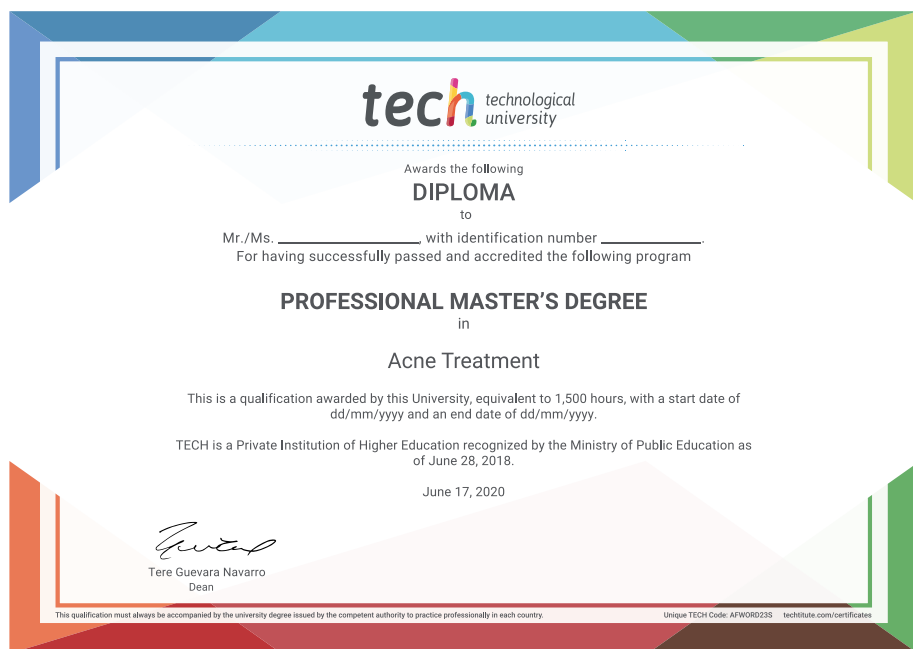 tech technological
university
Awards the following
DIPLOMA
to
Mr./Ms. ____________________, with identification number ______________.
For having successfully passed and accredited the following program
PROFESSIONAL MASTER'S DEGREE
in
Acne Treatment
This is a qualification awarded by this University, equivalent to 1,500 hours, with a start date of
dd/mm/yyyy and an end date of dd/mm/yyyy.
TECH is a Private Institution of Higher Education recognized by the Ministry of Public Education as
of June 28, 2018.
June 17, 2020
Tere Guevara Navarro
Dean
This qualification must always be accompanied by the university degree issued by the competent authority to practice professionally in each country. Unique TECH Code: AFWORD23S techtitute.com/certificates